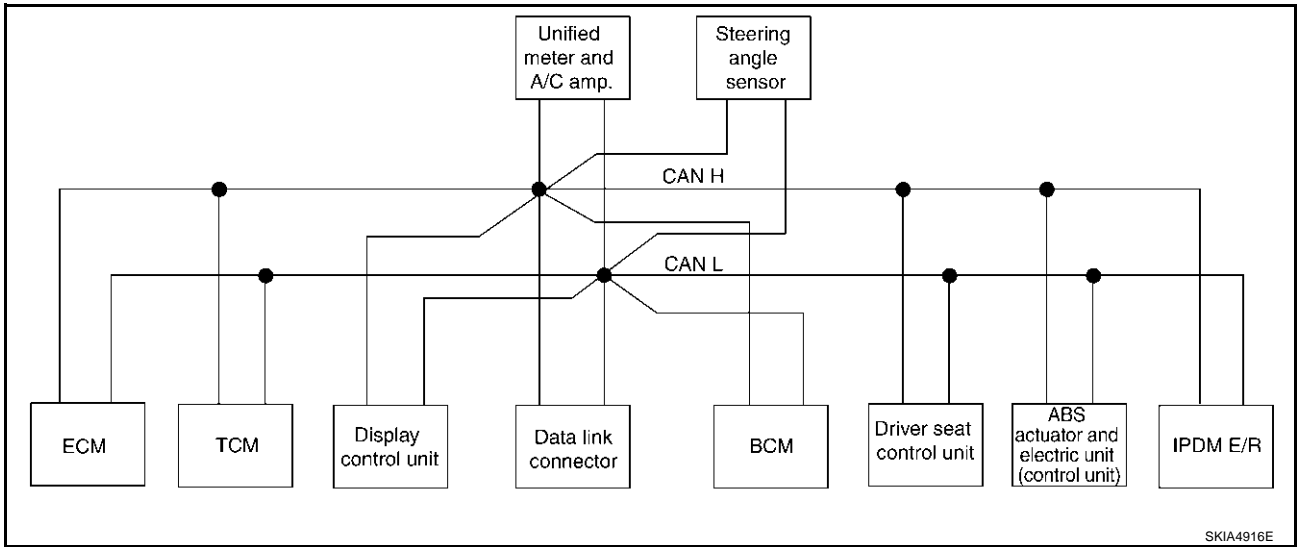 Unified
meter and
A/C amp.
Steering
angle
sensor
CAN H
CAN L
ECM
TCM
Display
control unit
Data link
connector
BCM
Driver seat
control unit
ABS
actuator and
electric unit
(control unit)
IPDM E/R
SKIA4916E